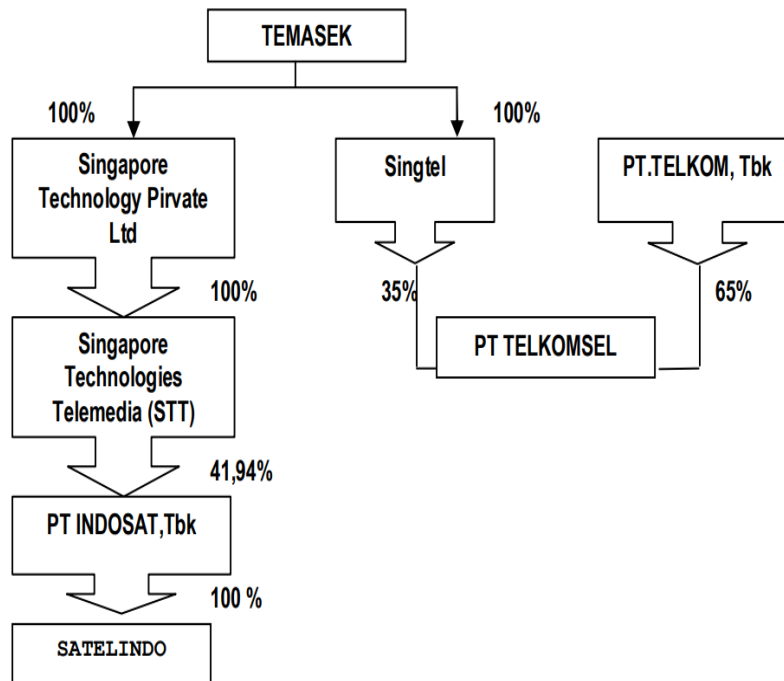 TEMASEK
100%
100%
Singapore
Technology Pirvate
Ltd
Singtel
PT.TELKOM, Tbk
100%
35%
65%
Singapore
Technologies
Telemedia (STT)
PT TELKOMSEL
41,94%
PT INDOSAT,Tbk
100 %
SATELINDO